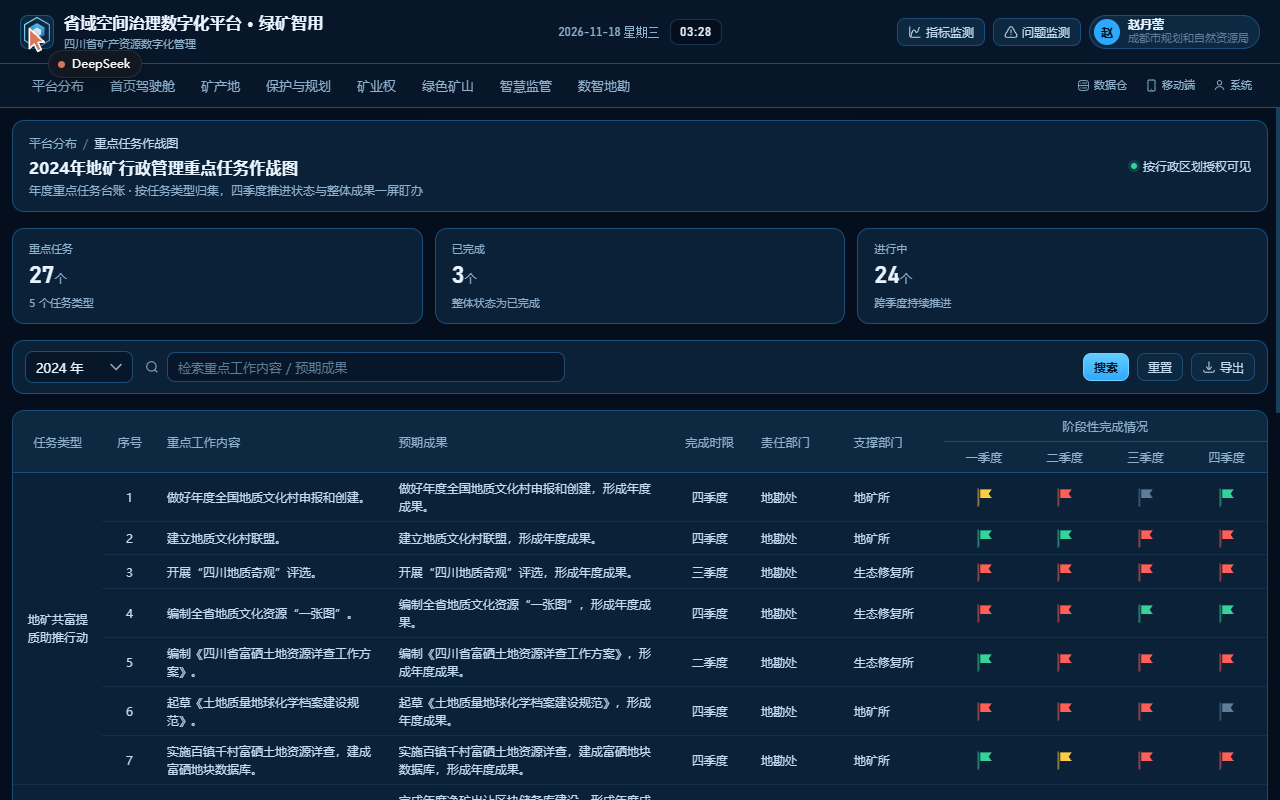 省域空间治理数字化平台 • 绿矿智用
四川省矿产资源数字化管理
2026-11-18 星期三
03:28
指标监测
问题监测
赵
赵丹蕾
成都市规划和自然资源局
DeepSeek
平台分布
首页驾驶舱
矿产地
保护与规划
矿业权
绿色矿山
智慧监管
数智地勘
数据仓
移动端
系统
平台分布 / 重点任务作战图
2024年地矿行政管理重点任务作战图
年度重点任务台账 · 按任务类型归集，四季度推进状态与整体成果一屏盯办
按行政区划授权可见
重点任务
27个
5 个任务类型
已完成
3个
整体状态为已完成
进行中
24个
跨季度持续推进
2024 年
检索重点工作内容 / 预期成果
搜索
重置
导出
任务类型 序号 重点工作内容 预期成果 完成时限 责任部门 支撑部门 阶段性完成情况
一季度 二季度 三季度 四季度
地矿共富提
质助推行动
1 做好年度全国地质文化村申报和创建。 做好年度全国地质文化村申报和创建，形成年度
成果。 四季度 地勘处 地矿所
2 建立地质文化村联盟。 建立地质文化村联盟，形成年度成果。 四季度 地勘处 地矿所
3 开展“四川地质奇观”评选。 开展“四川地质奇观”评选，形成年度成果。 三季度 地勘处 生态修复所
4 编制全省地质文化资源“一张图”。 编制全省地质文化资源“一张图”，形成年度成
果。 四季度 地勘处 生态修复所
5 编制《四川省富硒土地资源详查工作方
案》。 编制《四川省富硒土地资源详查工作方案》，形
成年度成果。 二季度 地勘处 生态修复所
6 起草《土地质量地球化学档案建设规
范》。 起草《土地质量地球化学档案建设规范》，形成
年度成果。 四季度 地勘处 地矿所
7 实施百镇千村富硒土地资源详查，建成
富硒地块数据库。 实施百镇千村富硒土地资源详查，建成富硒地块
数据库，形成年度成果。 四季度 地勘处 地矿所